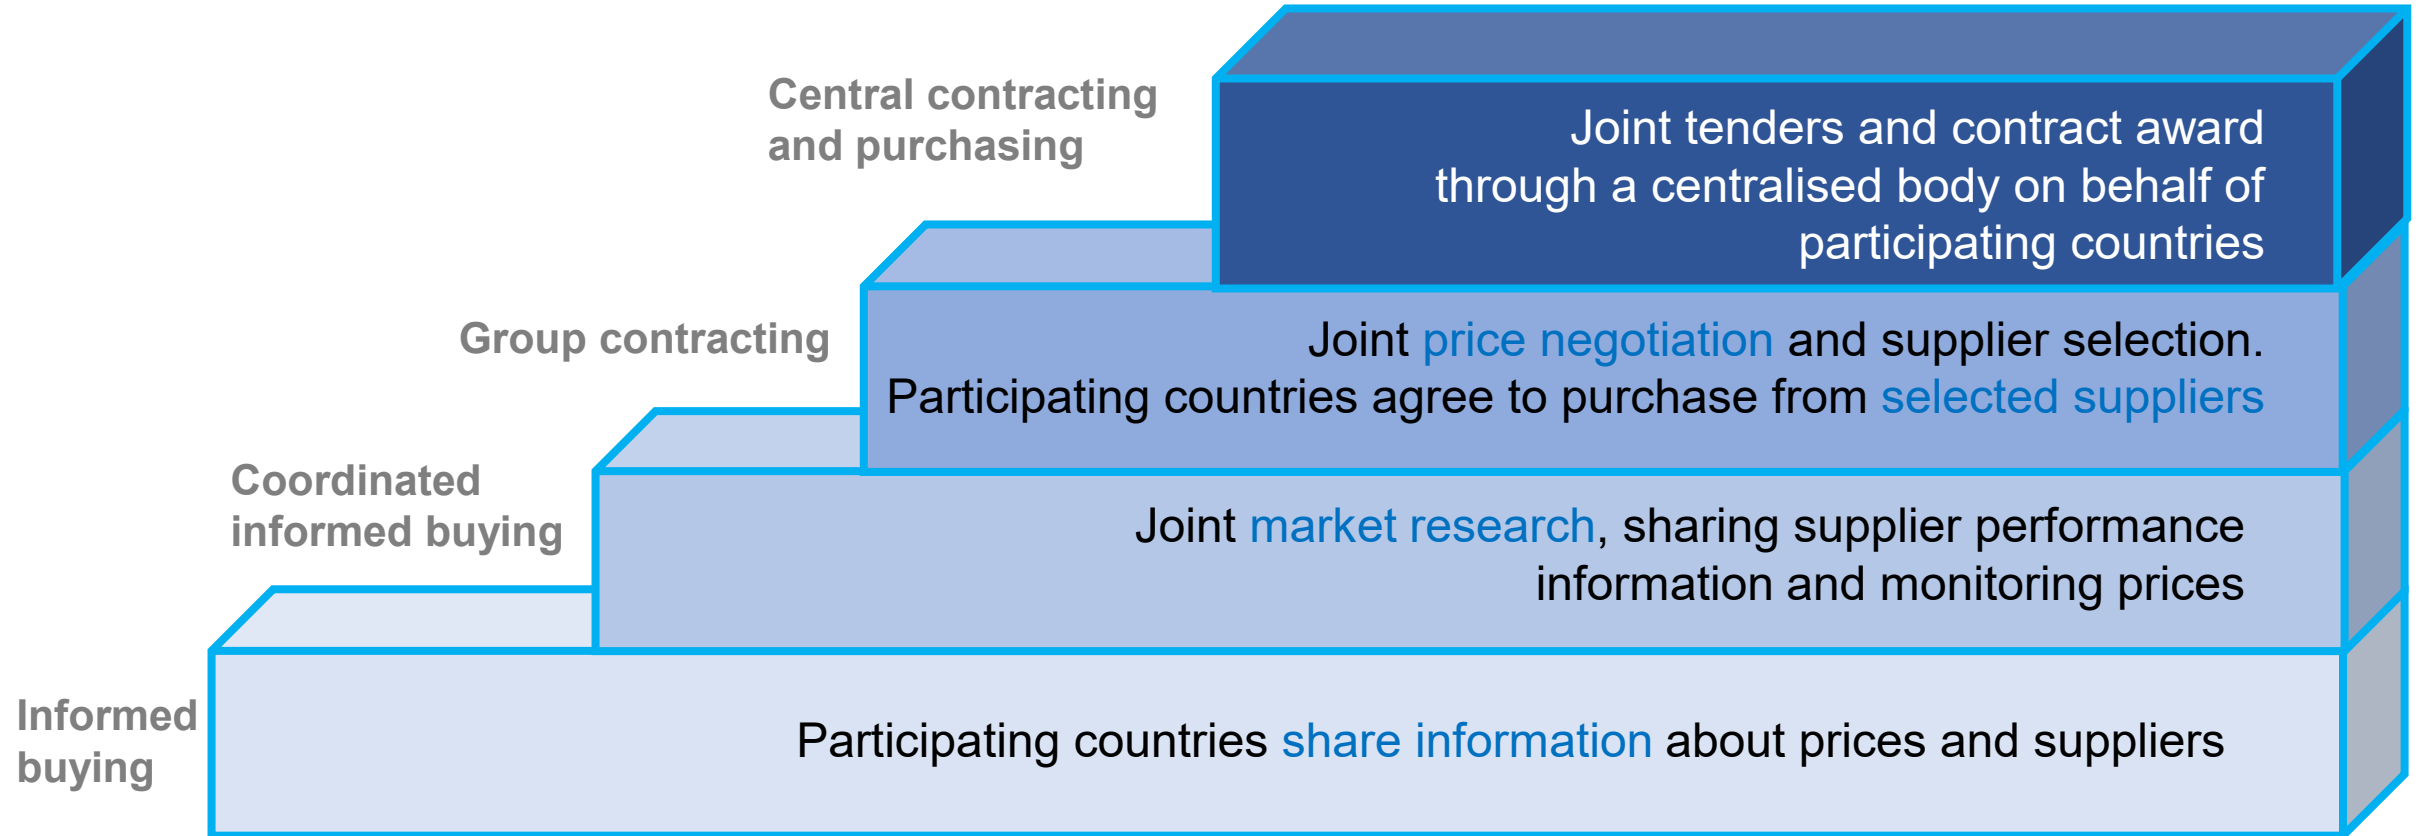 Central contracting
and purchasing
Joint tenders and contract award
through a centralised body on behalf of
participating countries
Group contracting
Joint price negotiation and supplier selection.
Participating countries agree to purchase from selected suppliers
Coordinated
informed buying
Joint market research, sharing supplier performance
information and monitoring prices
Informed
buying
Participating countries share information about prices and suppliers